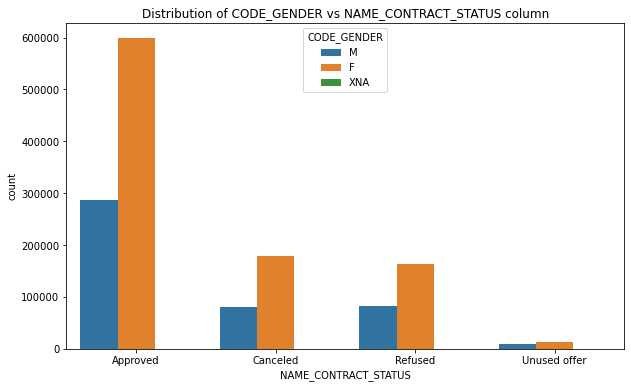 Distribution of CODE_GENDER vs NAME_CONTRACT_STATUS column
CODE_GENDER
M
F
XNA
600000
500000
400000
300000
200000
100000
0
count
Approved
Canceled
Refused
Unused offer
NAME_CONTRACT_STATUS